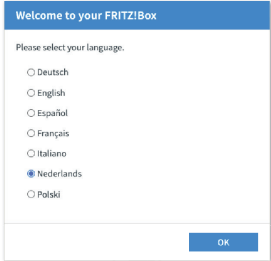 Welcome to your FRITZ!Box
Please select your language.
Deutsch
English
Español
Français
Italiano
Nederlands
Polski
OK